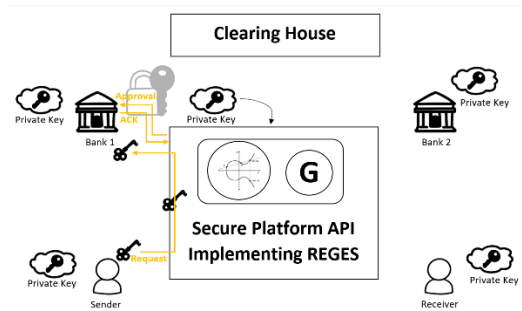 Clearing House
Approval
ACK
Private Key
Bank 1
Private Key
Private Key
Bank 2
G
Secure Platform API
Implementing REGES
Request
Private Key
Sender
Private Key
Receiver